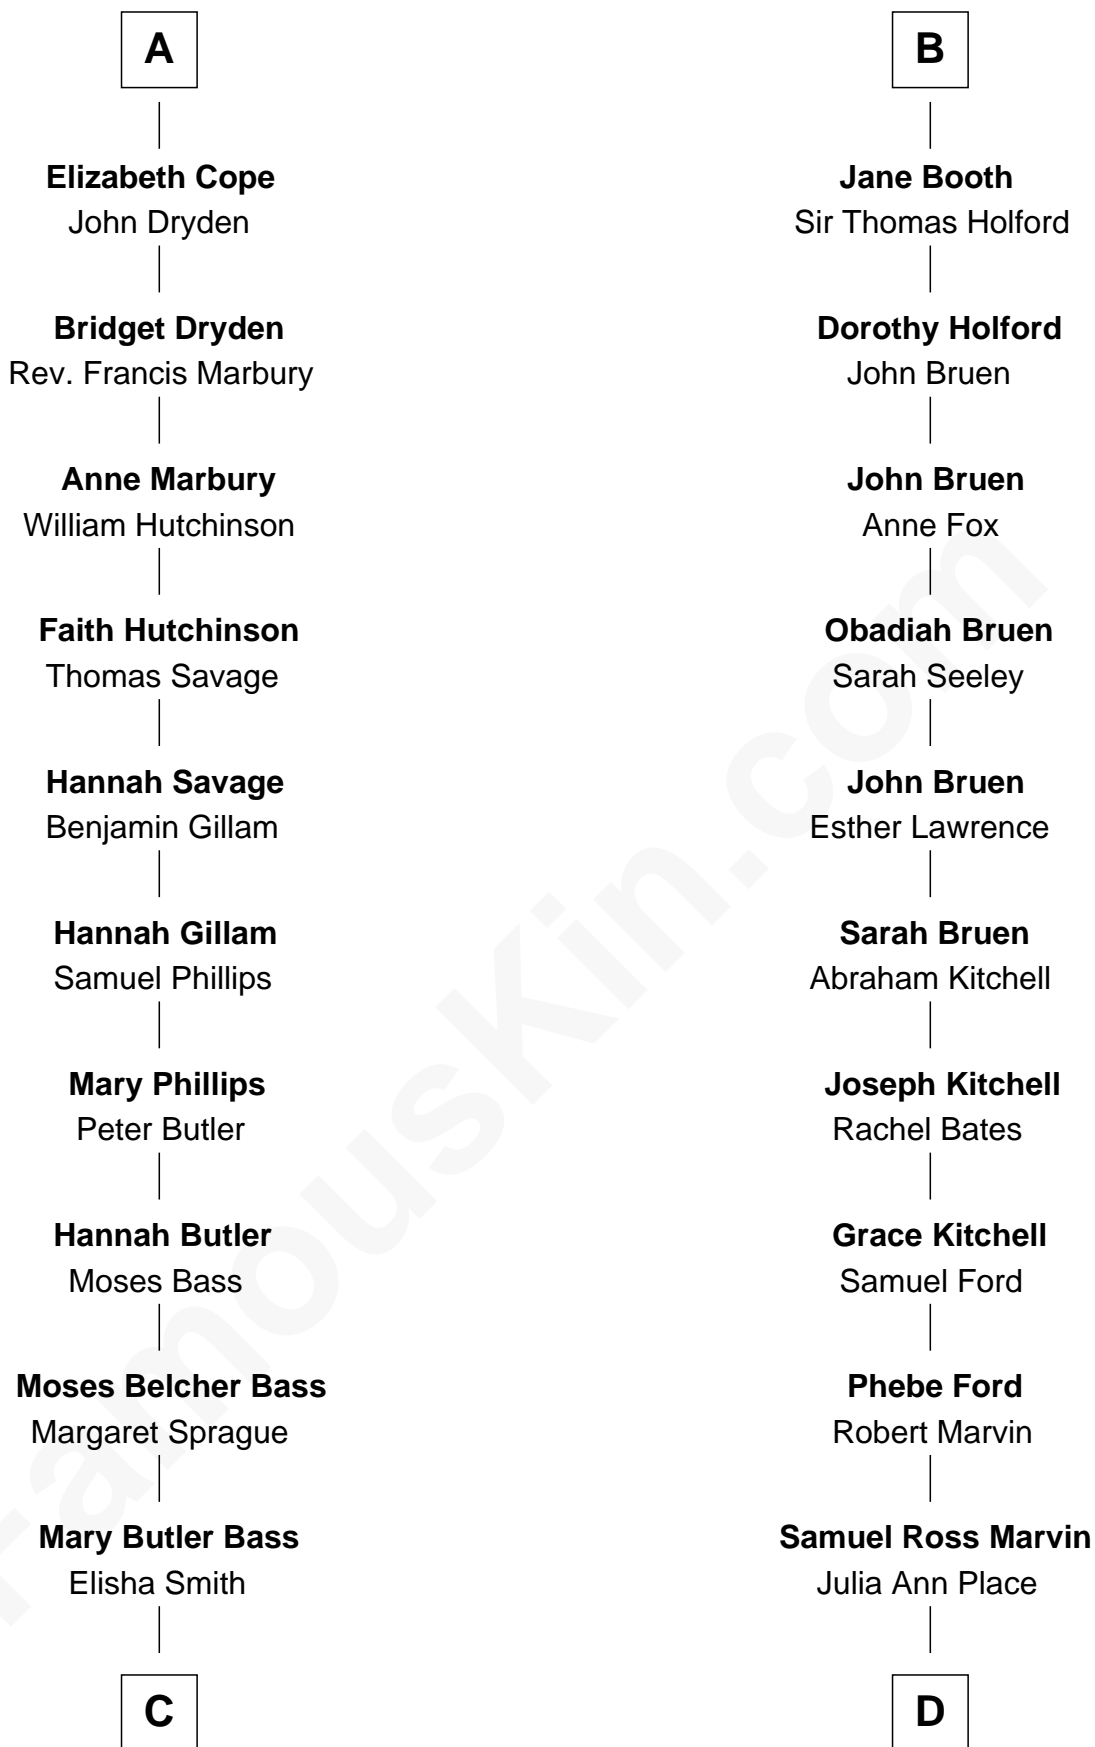 A
Elizabeth Cope
John Dryden
Bridget Dryden
Rev. Francis Marbury
Anne Marbury
William Hutchinson
Faith Hutchinson
Thomas Savage
Hannah Savage
Benjamin Gillam
Hannah Gillam
Samuel Phillips
Mary Phillips
Peter Butler
Hannah Butler
Moses Bass
Moses Belcher Bass
Margaret Sprague
Mary Butler Bass
Elisha Smith
C
B
Jane Booth
Sir Thomas Holford
Dorothy Holford
John Bruen
John Bruen
Anne Fox
Obadiah Bruen
Sarah Seeley
John Bruen
Esther Lawrence
Sarah Bruen
Abraham Kitchell
Joseph Kitchell
Rachel Bates
Grace Kitchell
Samuel Ford
Phebe Ford
Robert Marvin
Samuel Ross Marvin
Julia Ann Place
D
FamousKin.com